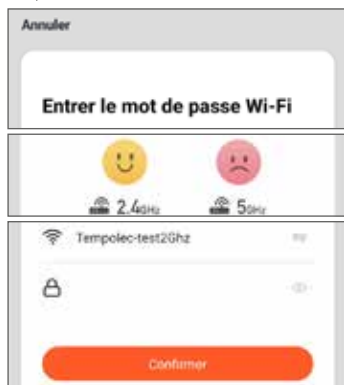 Annuler
Entrer le mot de passe Wi-Fi
2.4GHz 5GHz
Tempolec-test2Ghz
Confirmer